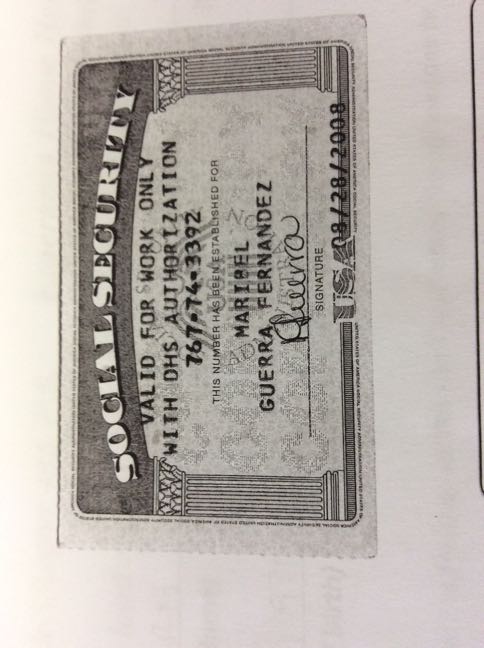 SOCIAL SECURITY
VALID FOR WORK ONLY
WITH DHS AUTHORIZATION
767-74-3392
THIS NUMBER HAS BEEN ESTABLISHED FOR
MARIBEL
GUERRA FERNANDEZ
SIGNATURE
USA 08/28/2008